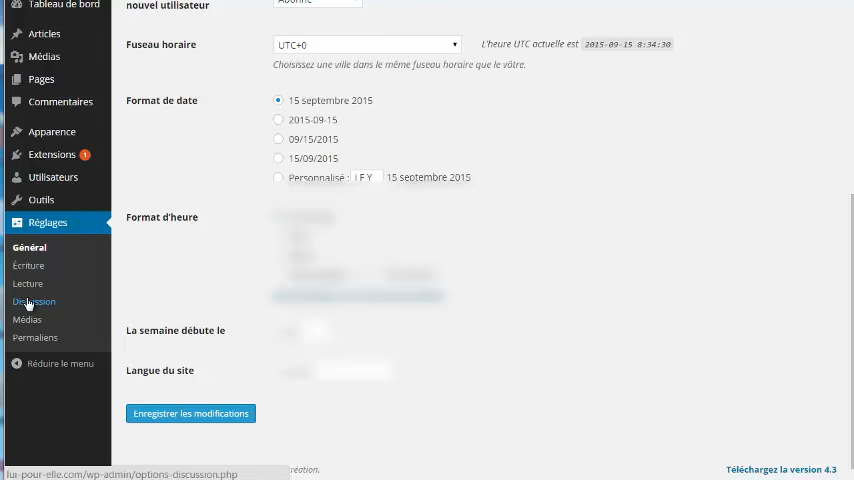 Tableau de bord
Articles
Médias
Pages
Commentaires
Apparence
Extensions 1
Utilisateurs
Outils
Réglages
Général
Écriture
Lecture
Discussion
Médias
Permaliens
Réduire le menu
nouvel utilisateur
Fuseau horaire UTC+0 L'heure UTC actuelle est 2015-09-15 8:34:30
Choisissez une ville dans le même fuseau horaire que le vôtre.
Format de date 15 septembre 2015
2015-09-15
09/15/2015
15/09/2015
Personnalisé : j F Y 15 septembre 2015
Format d'heure
La semaine débute le
Langue du site
Enregistrer les modifications
création. Téléchargez la version 4.3
lui-pour-elle.com/wp-admin/options-discussion.php